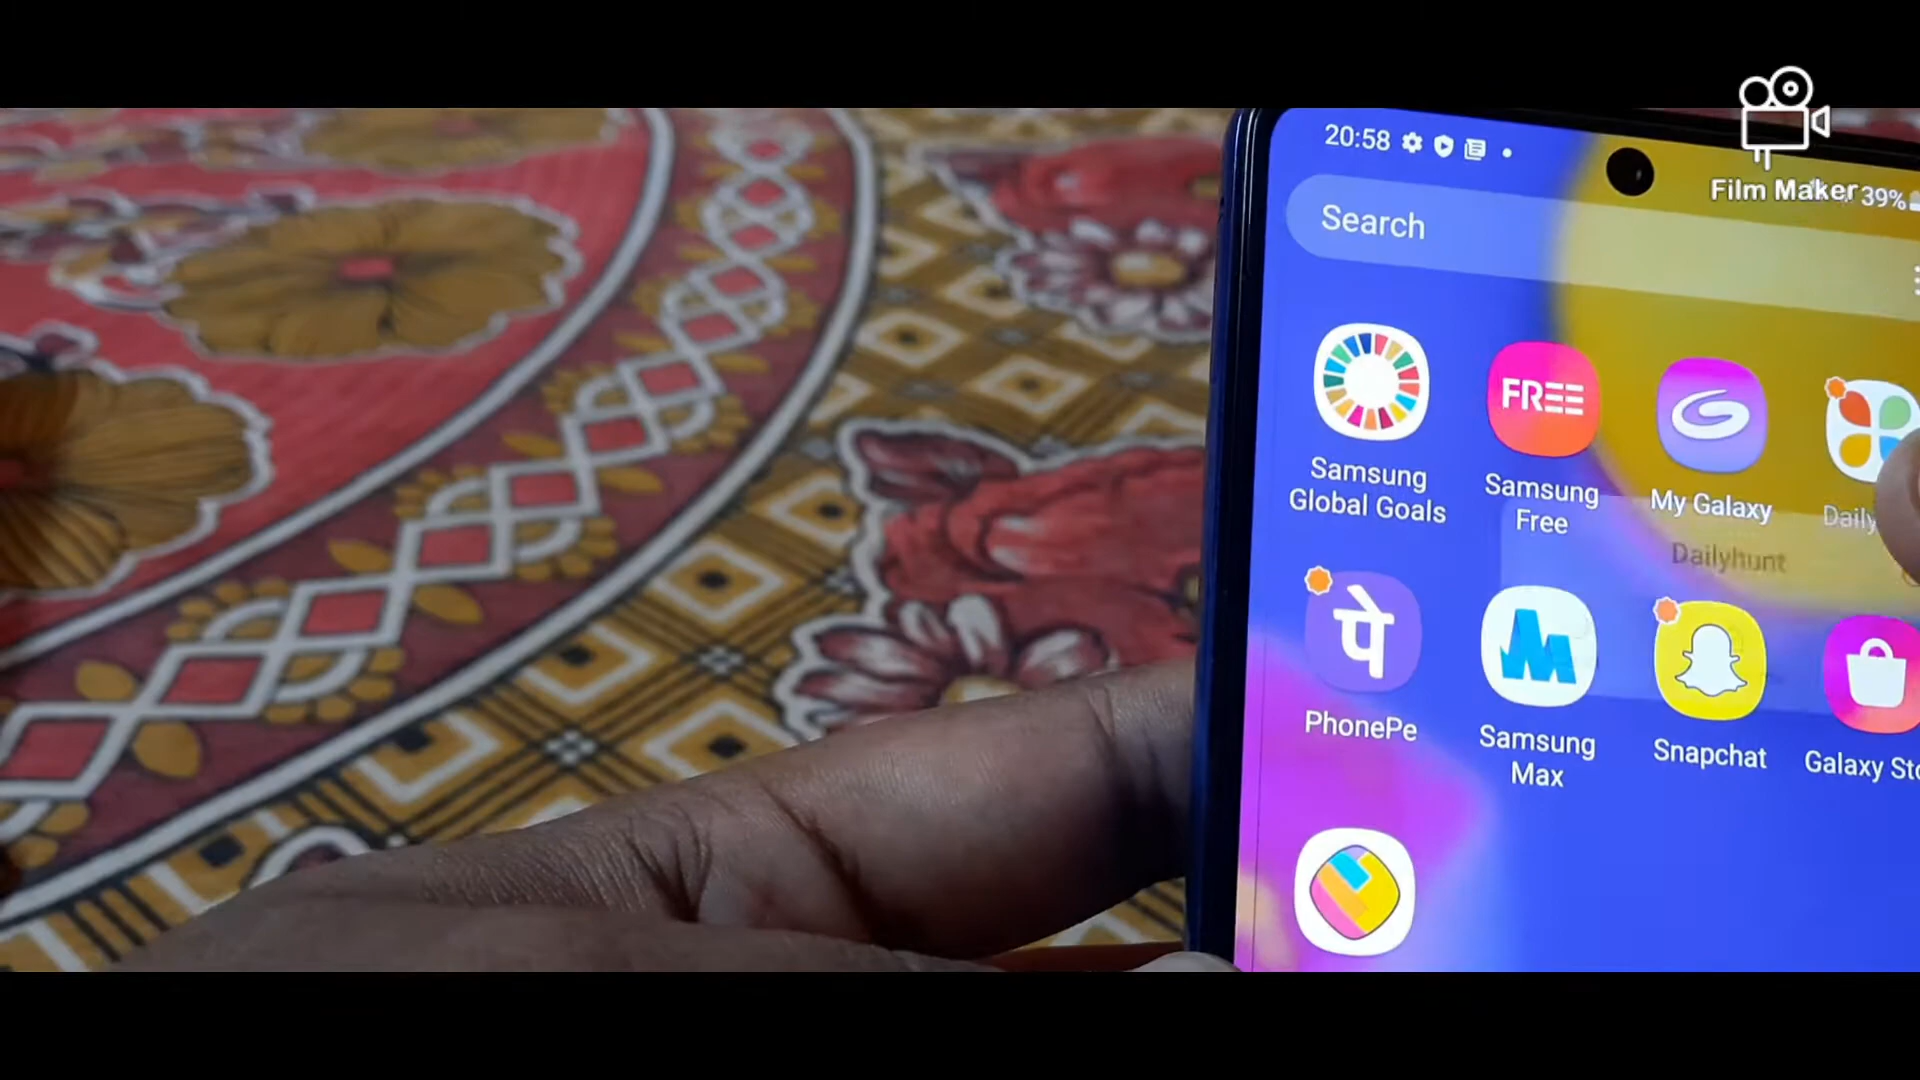 20:58
Film Maker
39%
Search
FREE
Samsung
Global Goals
Samsung
Free
My Galaxy
Daily
Dailyhunt
पे
PhonePe
Samsung
Max
Snapchat
Galaxy Sto